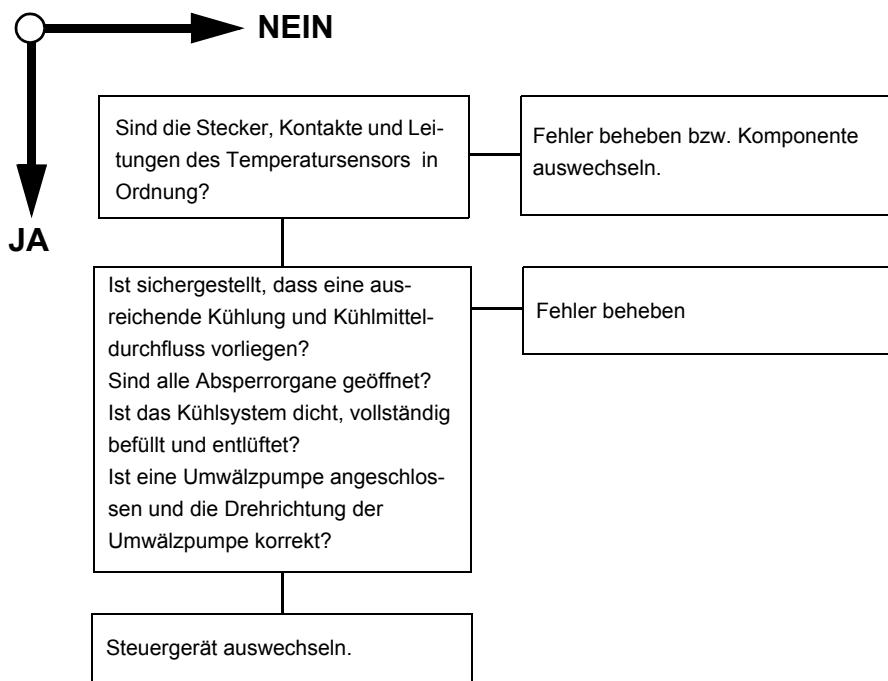 NEIN
JA
Sind die Stecker, Kontakte und Lei-
tungen des Temperatursensors in
Ordnung?
Fehler beheben bzw. Komponente
auswechseln.
Ist sichergestellt, dass eine aus-
reichende Kühlung und Kühlmittel-
durchfluss vorliegen?
Sind alle Absperrorgane geöffnet?
Ist das Kühlsystem dicht, vollständig
befüllt und entlüftet?
Ist eine Umwälzpumpe angeschlos-
sen und die Drehrichtung der
Umwälzpumpe korrekt?
Fehler beheben
Steuergerät auswechseln.